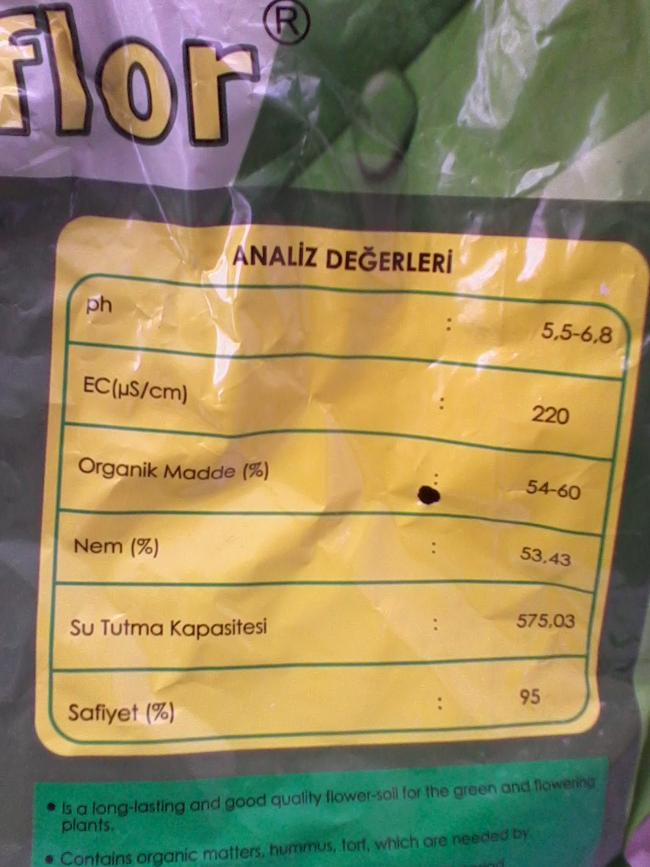 flor®
ANALİZ DEĞERLERİ
ph : 5,5-6,8
EC(µS/cm) : 220
Organik Madde (%) : 54-60
Nem (%) : 53,43
Su Tutma Kapasitesi : 575,03
Safiyet (%) : 95
• Is a long-lasting and good quality flower-soil for the green and flowering
plants.
• Contains organic matters, hummus, torf, which are needed by